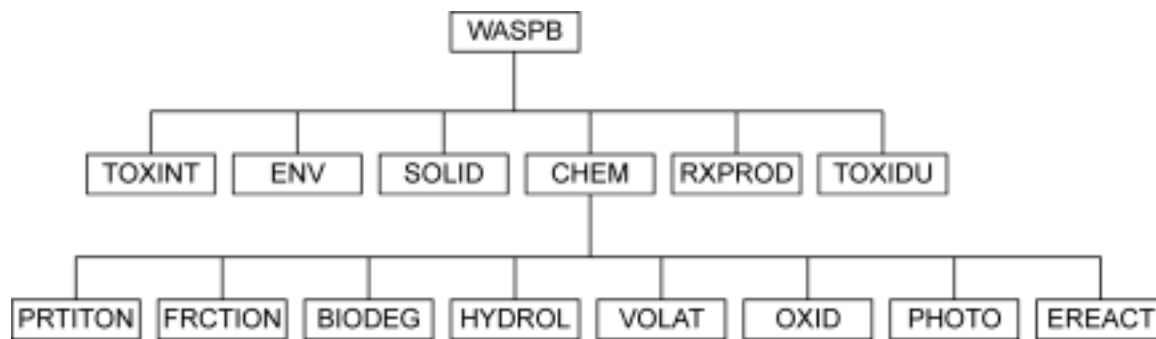 WASPB
TOXINT ENV SOLID CHEM RXPROD TOXIDU
PRTITON FRCTION BIODEG HYDROL VOLAT OXID PHOTO EREACT